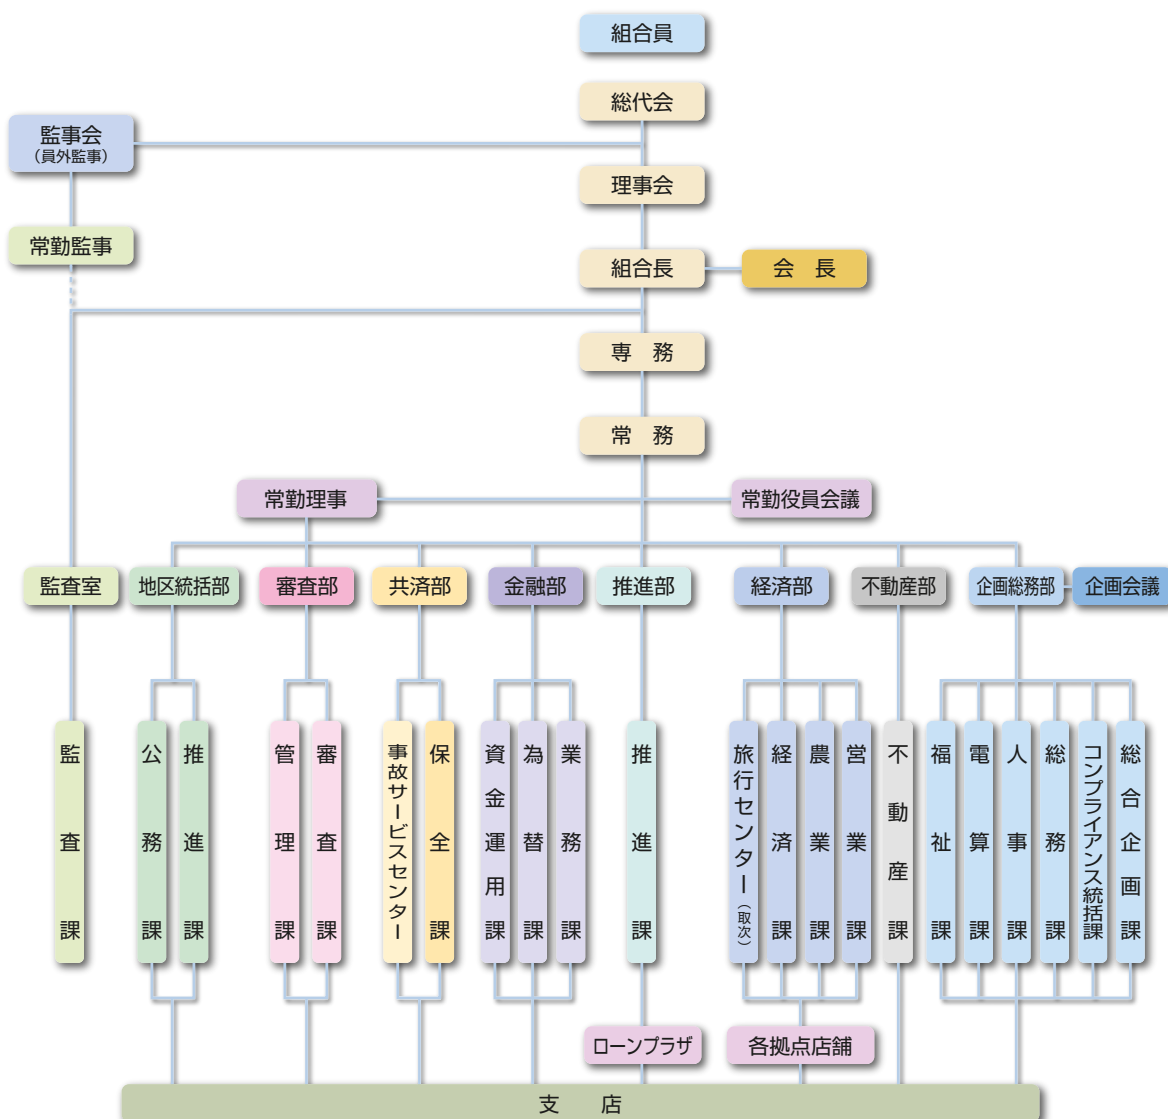 組合員
総代会
監事会
（員外監事）
理事会
常勤監事
組合長
会　長
専　務
常　務
常勤理事
常勤役員会議
監査室
地区統括部
審査部
共済部
金融部
推進部
経済部
不動産部
企画総務部
企画会議
監査課
公務課
推進課
管理課
審査課
事故サービスセンター
保全課
資金運用課
為替課
業務課
推進課
旅行センター（取次）
経済課
農業課
営業課
不動産課
福祉課
電算課
人事課
総務課
コンプライアンス統括課
総合企画課
ローンプラザ
各拠点店舗
支　店